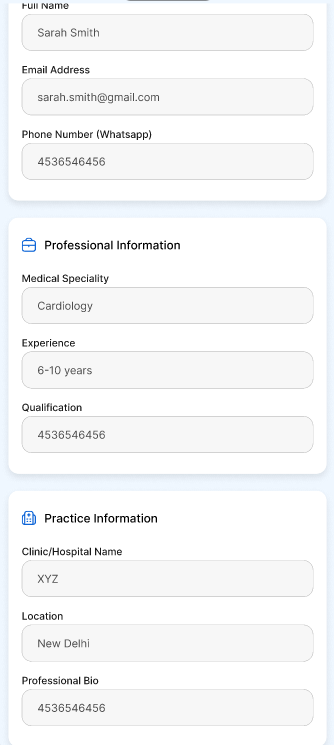 Full Name
Sarah Smith
Email Address
sarah.smith@gmail.com
Phone Number (Whatsapp)
4536546456
Professional Information
Medical Speciality
Cardiology
Experience
6-10 years
Qualification
4536546456
Practice Information
Clinic/Hospital Name
XYZ
Location
New Delhi
Professional Bio
4536546456